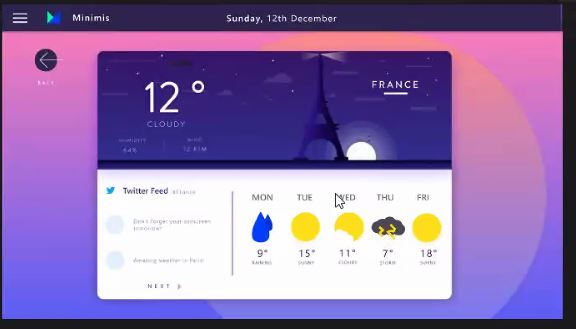 Minimis
Sunday, 12th December
BACK
12°
FRANCE
CLOUDY
HUMIDITY
WIND
64%
12 KTM
Twitter Feed #France
Don't forget your sunscreen
tomorrow!
Amazing weather in Paris!
NEXT
MON TUE WED THU FRI
9° 15° 11° 7° 18°
RAINING SUNNY CLOUDY STORM SUNNY